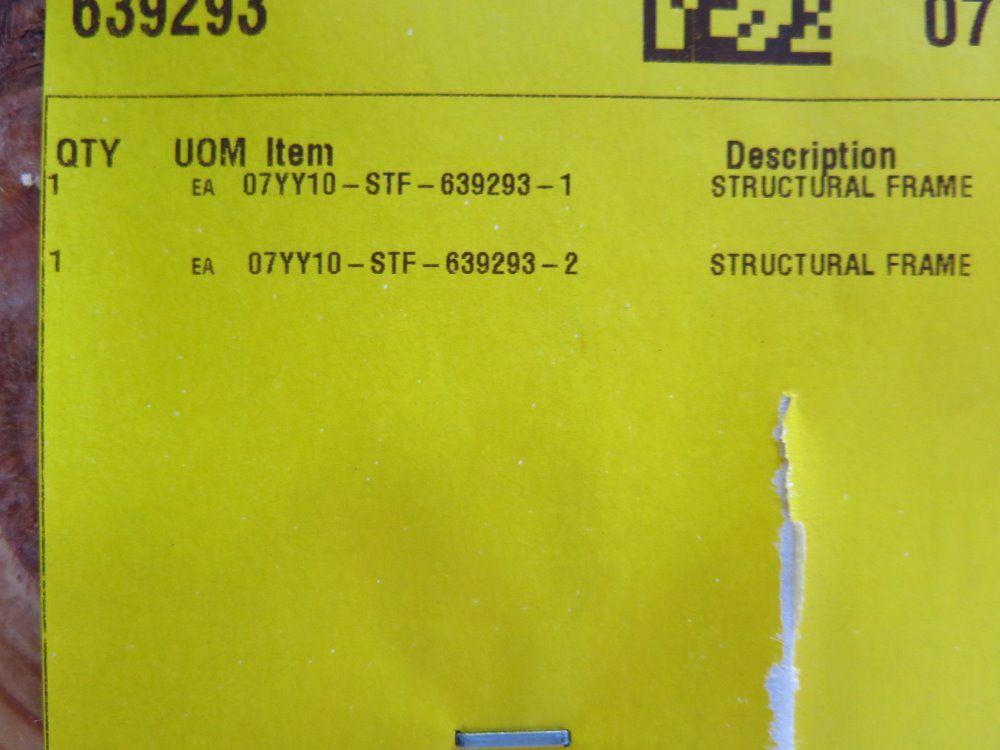 639293 07
QTY UOM Item Description
1 EA 07YY10-STF-639293-1 STRUCTURAL FRAME
1 EA 07YY10-STF-639293-2 STRUCTURAL FRAME